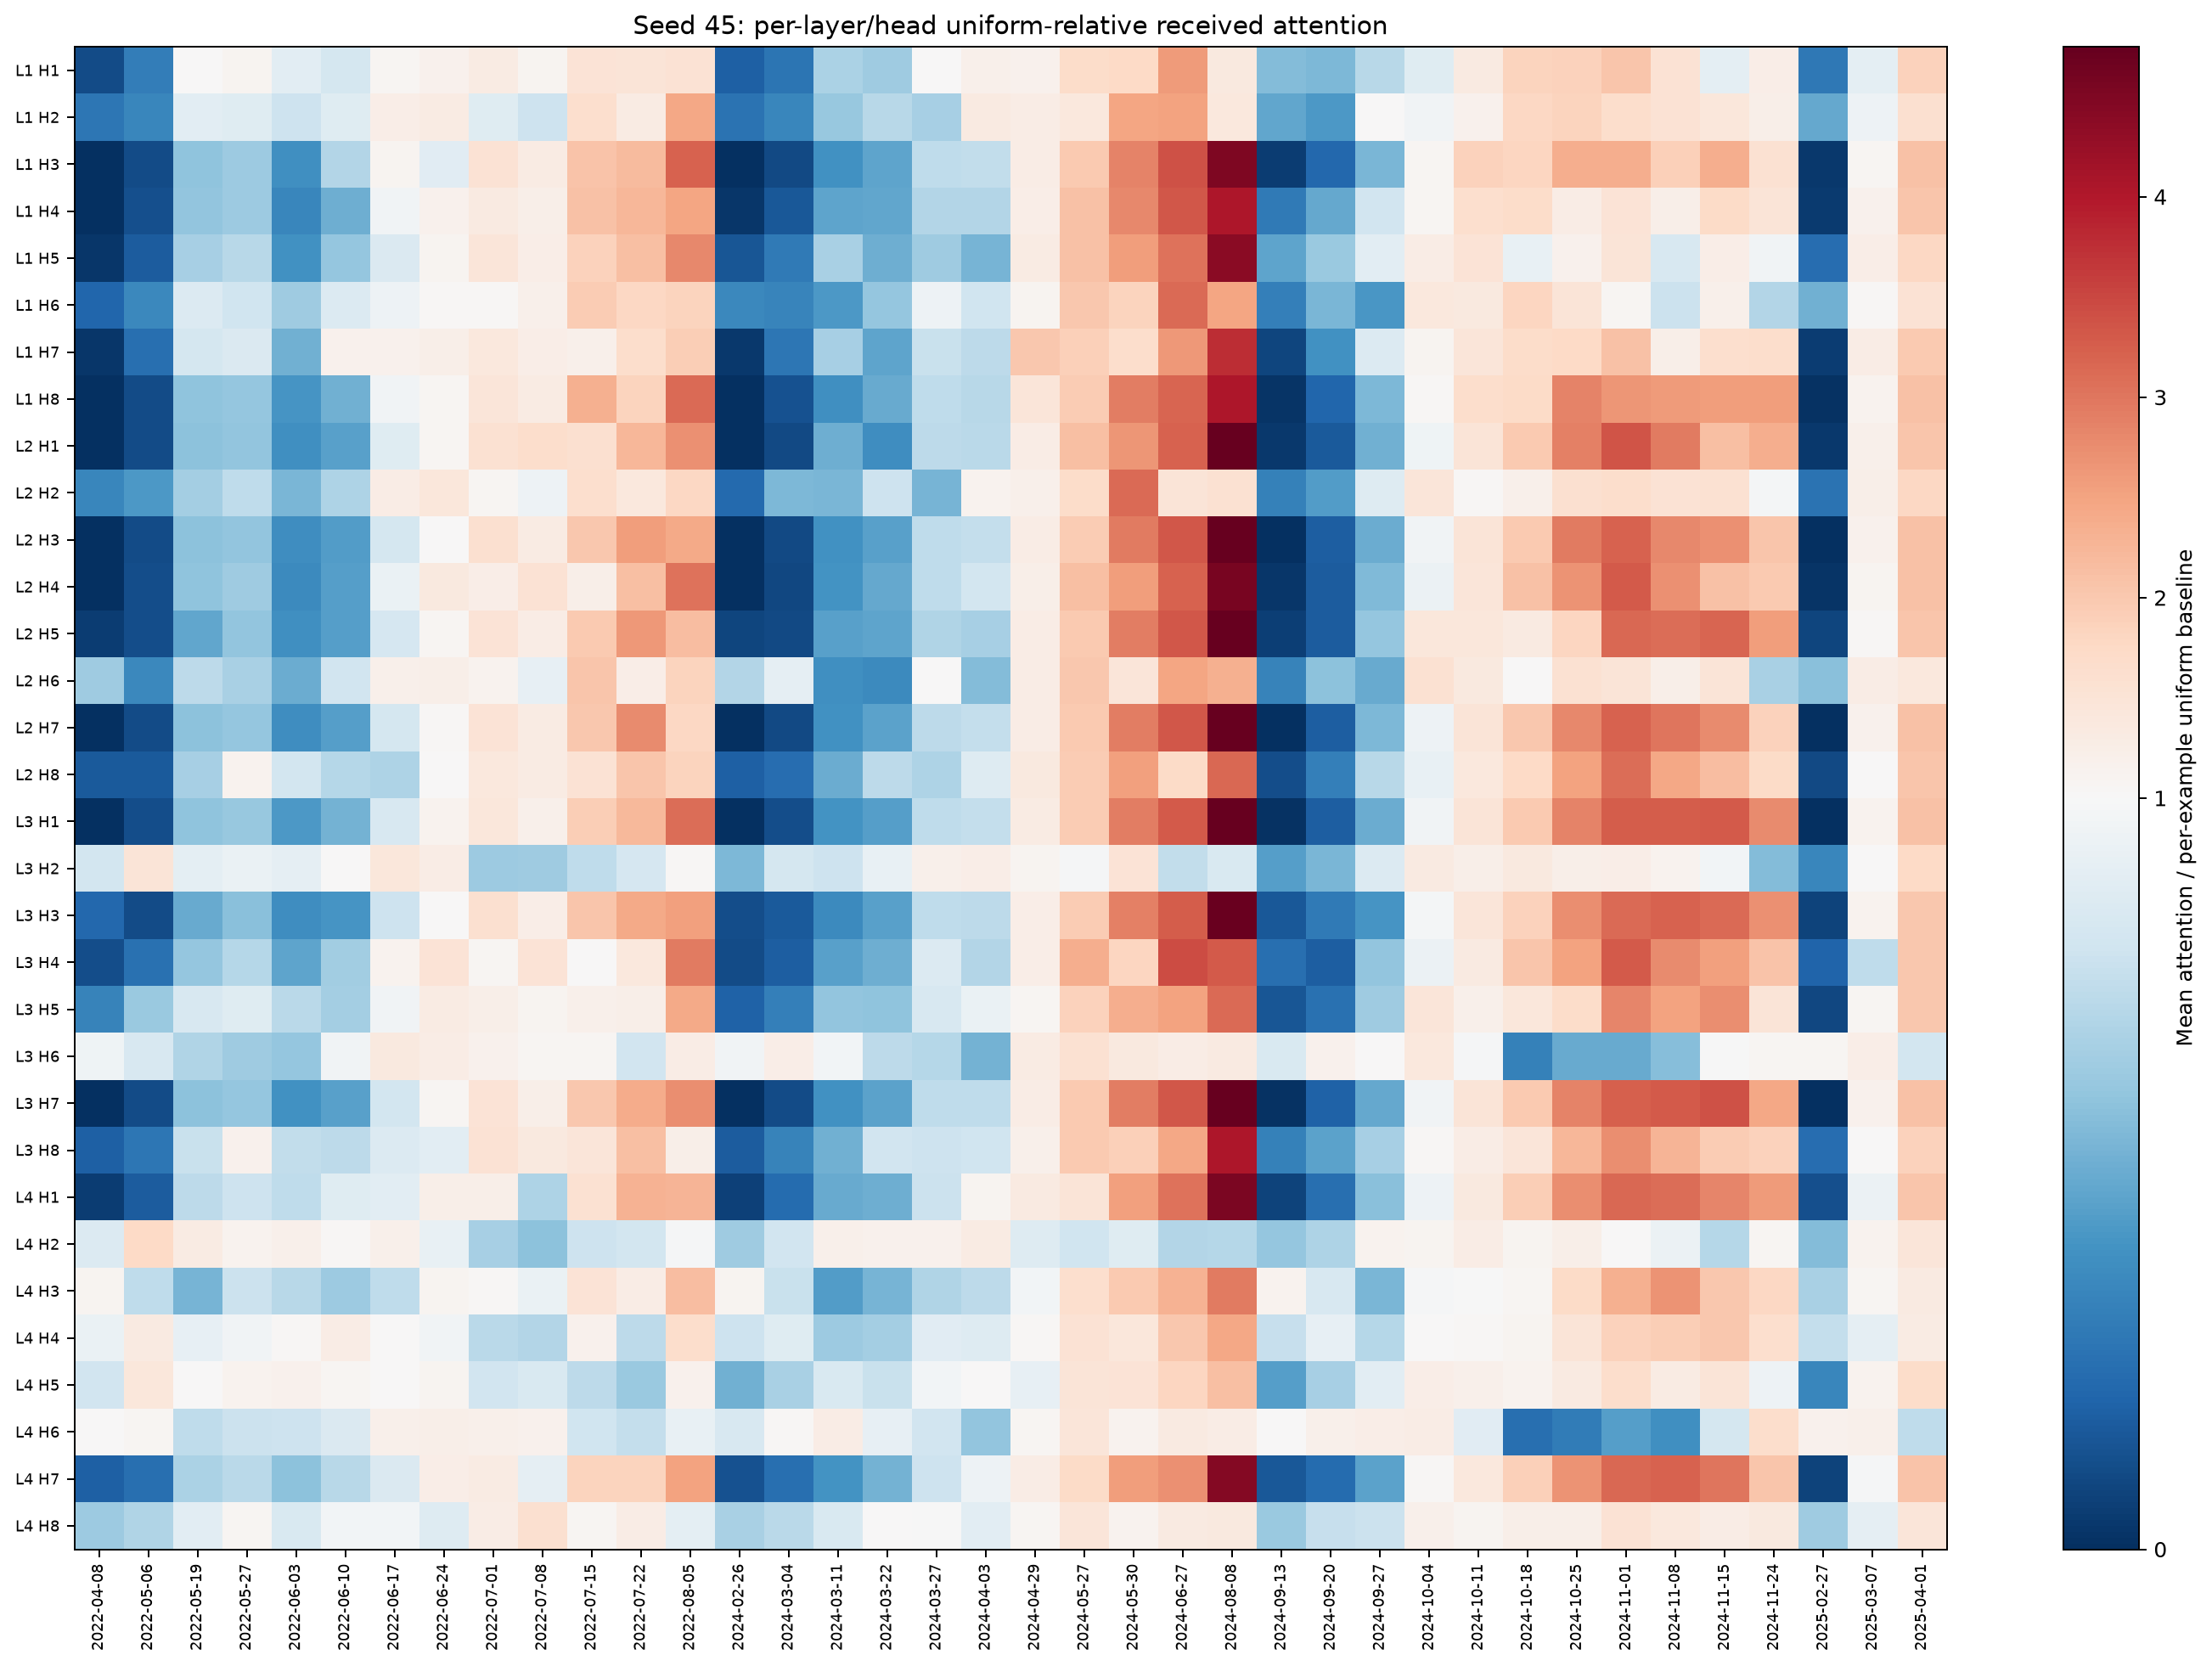 Seed 45: per-layer/head uniform-relative received attention
L1 H1
L1 H2
L1 H3
L1 H4
L1 H5
L1 H6
L1 H7
L1 H8
L2 H1
L2 H2
L2 H3
L2 H4
L2 H5
L2 H6
L2 H7
L2 H8
L3 H1
L3 H2
L3 H3
L3 H4
L3 H5
L3 H6
L3 H7
L3 H8
L4 H1
L4 H2
L4 H3
L4 H4
L4 H5
L4 H6
L4 H7
L4 H8
2022-04-08
2022-05-06
2022-05-19
2022-05-27
2022-06-03
2022-06-10
2022-06-17
2022-06-24
2022-07-01
2022-07-08
2022-07-15
2022-07-22
2022-08-05
2024-02-26
2024-03-04
2024-03-11
2024-03-22
2024-03-27
2024-04-03
2024-04-29
2024-05-27
2024-05-30
2024-06-27
2024-08-08
2024-09-13
2024-09-20
2024-09-27
2024-10-04
2024-10-11
2024-10-18
2024-10-25
2024-11-01
2024-11-08
2024-11-15
2024-11-24
2025-02-27
2025-03-07
2025-04-01
4
3
2
1
0
Mean attention / per-example uniform baseline